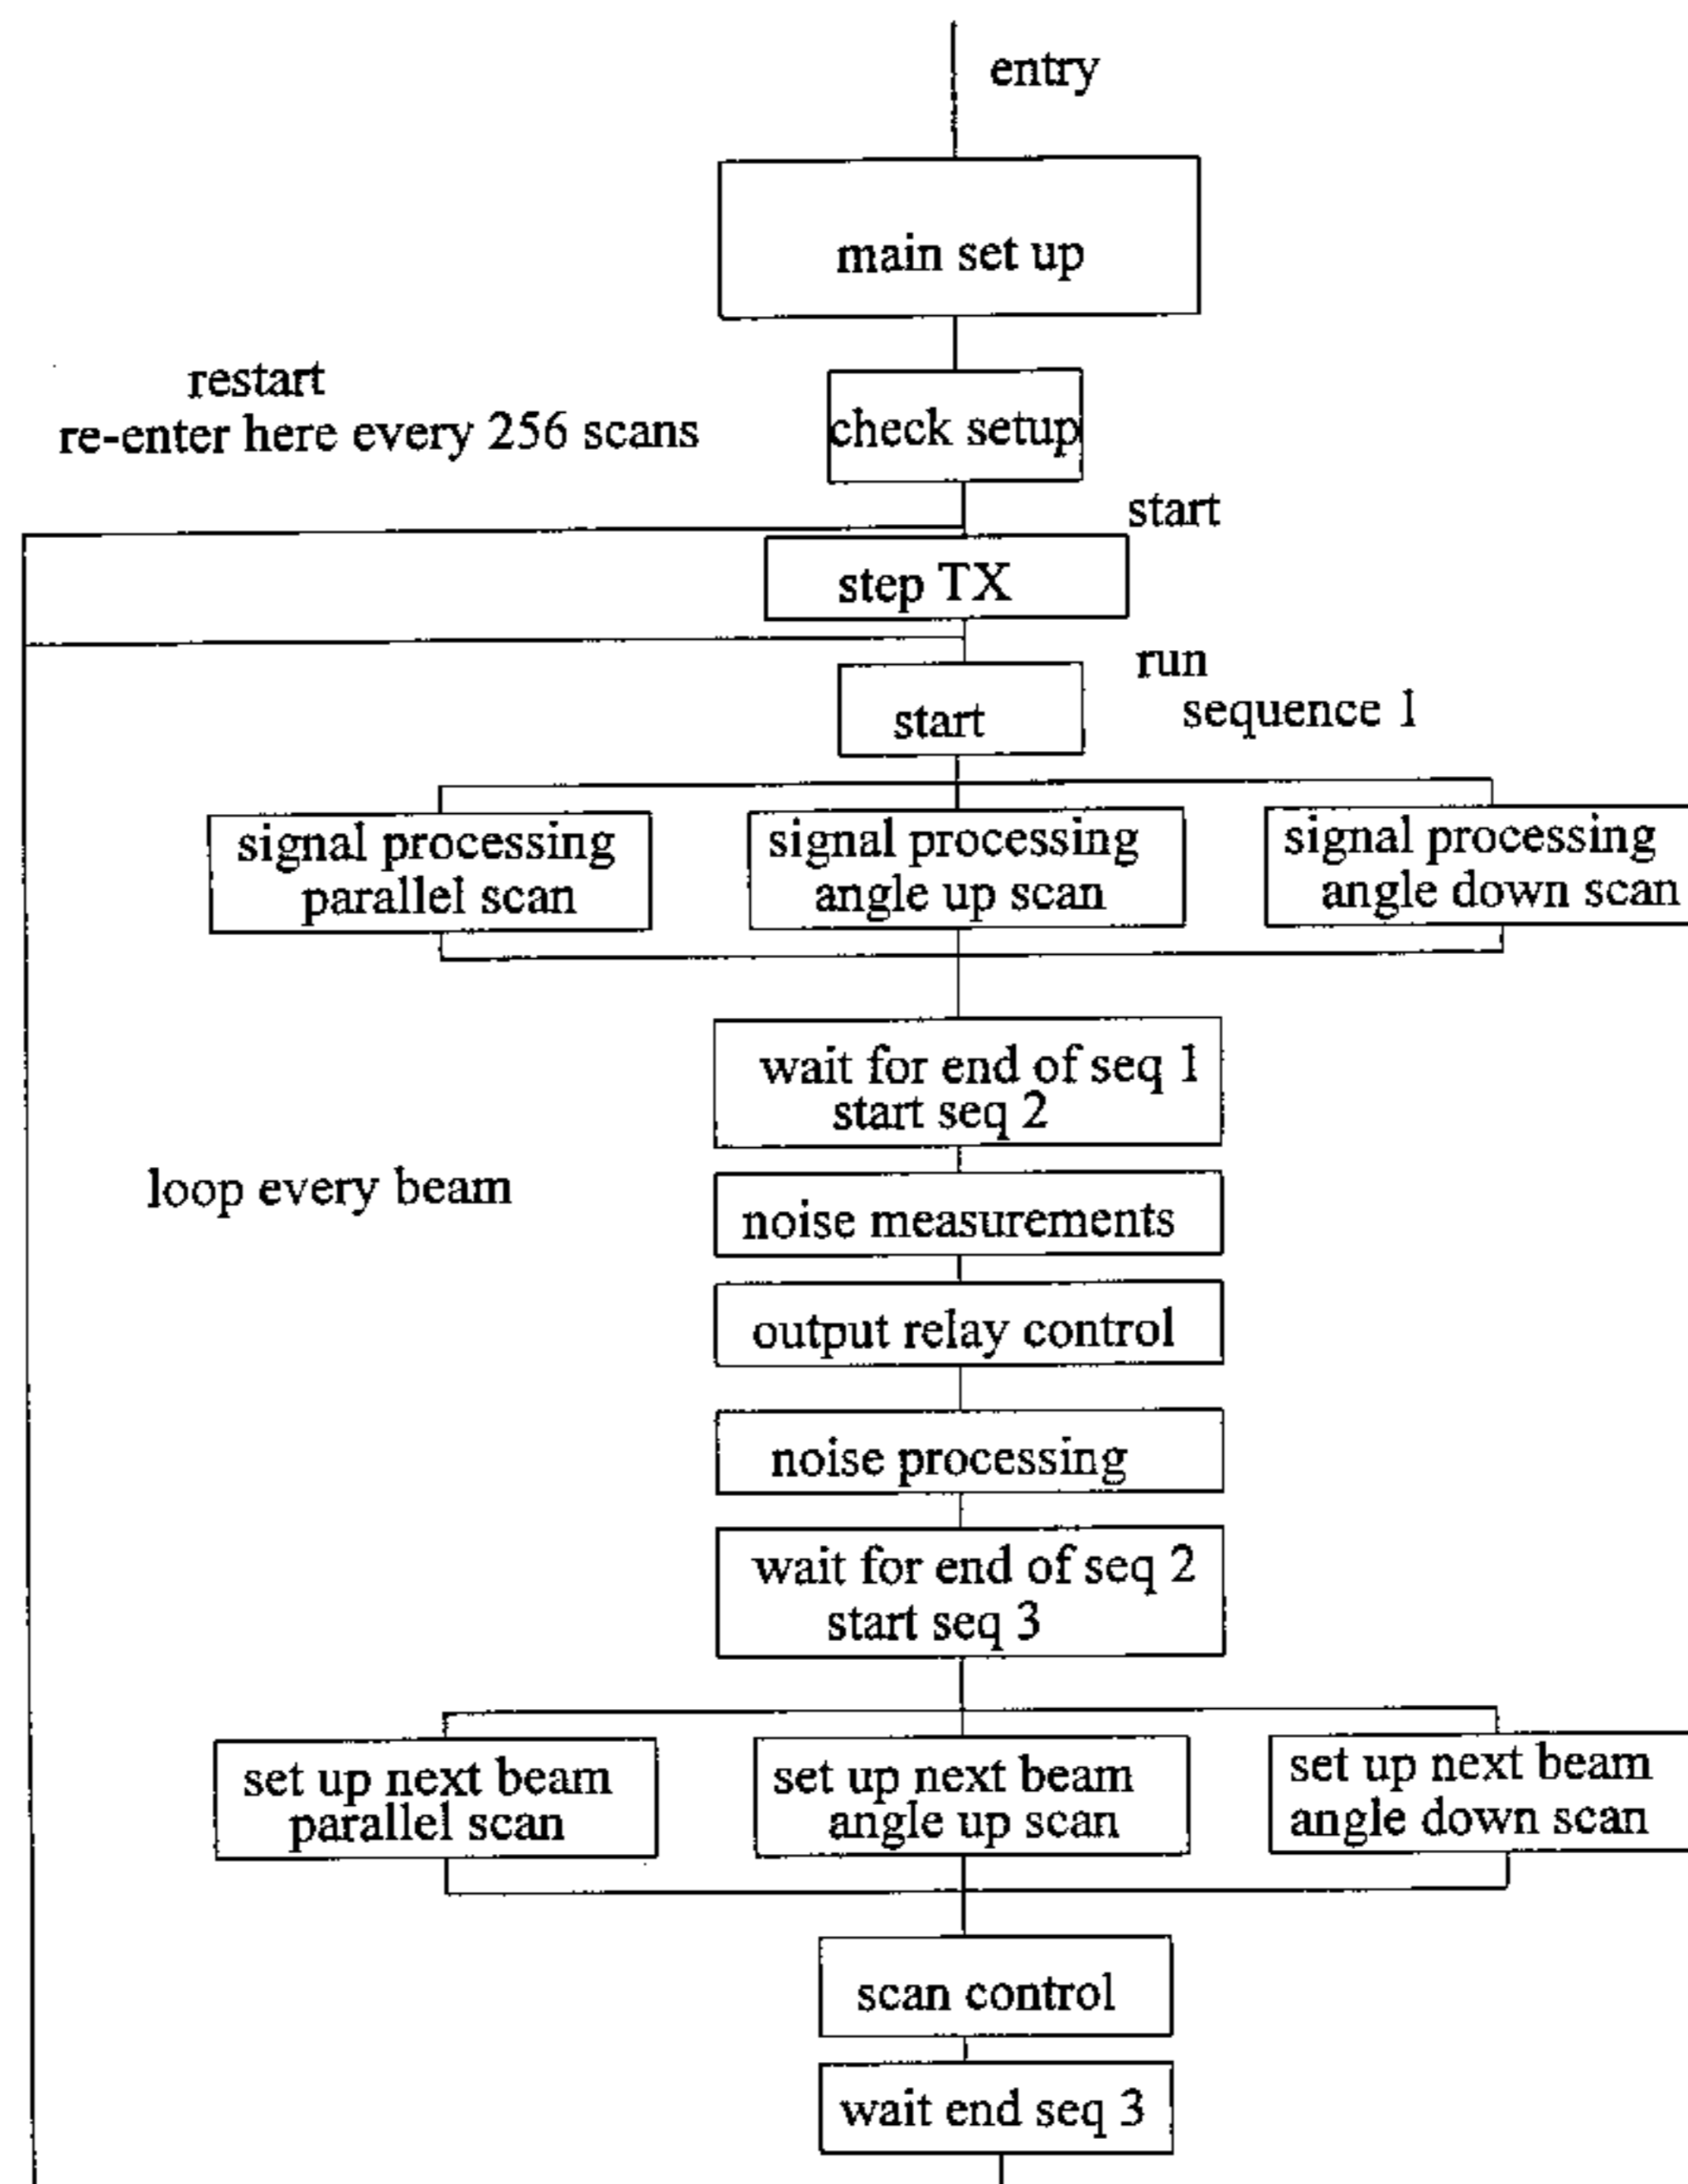 entry
main set up
restart
re-enter here every 256 scans
check setup
start
step TX
run
sequence 1
start
signal processing
parallel scan
signal processing
angle up scan
signal processing
angle down scan
wait for end of seq 1
start seq 2
noise measurements
loop every beam
output relay control
noise processing
wait for end of seq 2
start seq 3
set up next beam
parallel scan
set up next beam
angle up scan
set up next beam
angle down scan
scan control
wait end seq 3